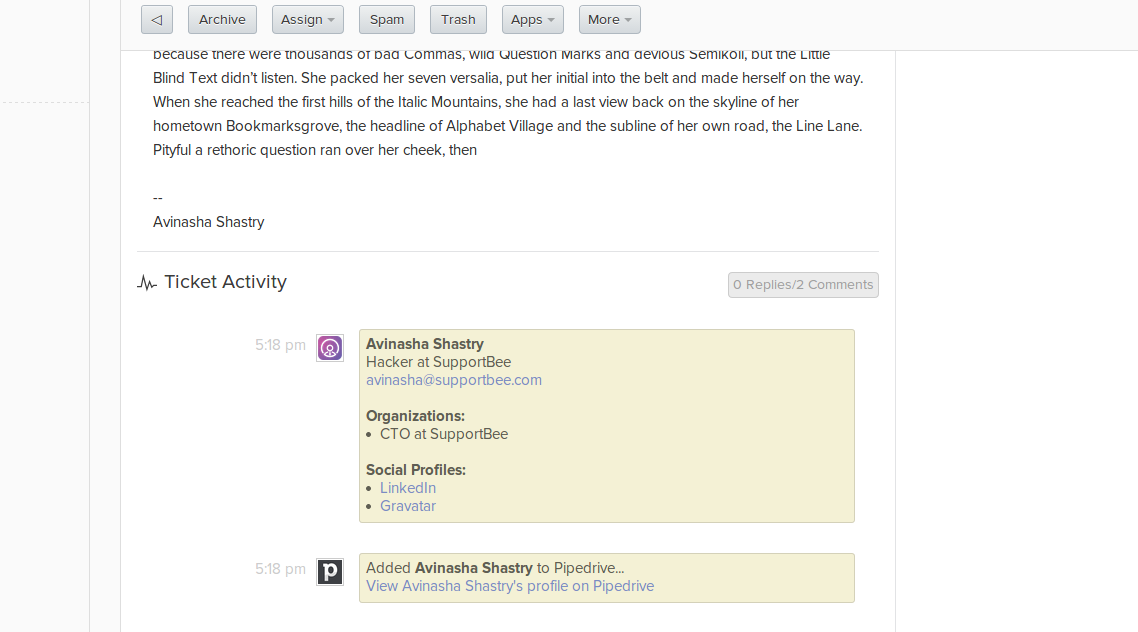 Archive Assign Spam Trash Apps More
because there were thousands of bad Commas, wild Question Marks and devious Semikoli, but the Little
Blind Text didn’t listen. She packed her seven versalia, put her initial into the belt and made herself on the way.
When she reached the first hills of the Italic Mountains, she had a last view back on the skyline of her
hometown Bookmarksgrove, the headline of Alphabet Village and the subline of her own road, the Line Lane.
Pityful a rethoric question ran over her cheek, then
--
Avinasha Shastry
Ticket Activity
0 Replies/2 Comments
5:18 pm
Avinasha Shastry
Hacker at SupportBee
avinasha@supportbee.com
Organizations:
• CTO at SupportBee
Social Profiles:
• LinkedIn
• Gravatar
5:18 pm
p
Added Avinasha Shastry to Pipedrive...
View Avinasha Shastry's profile on Pipedrive